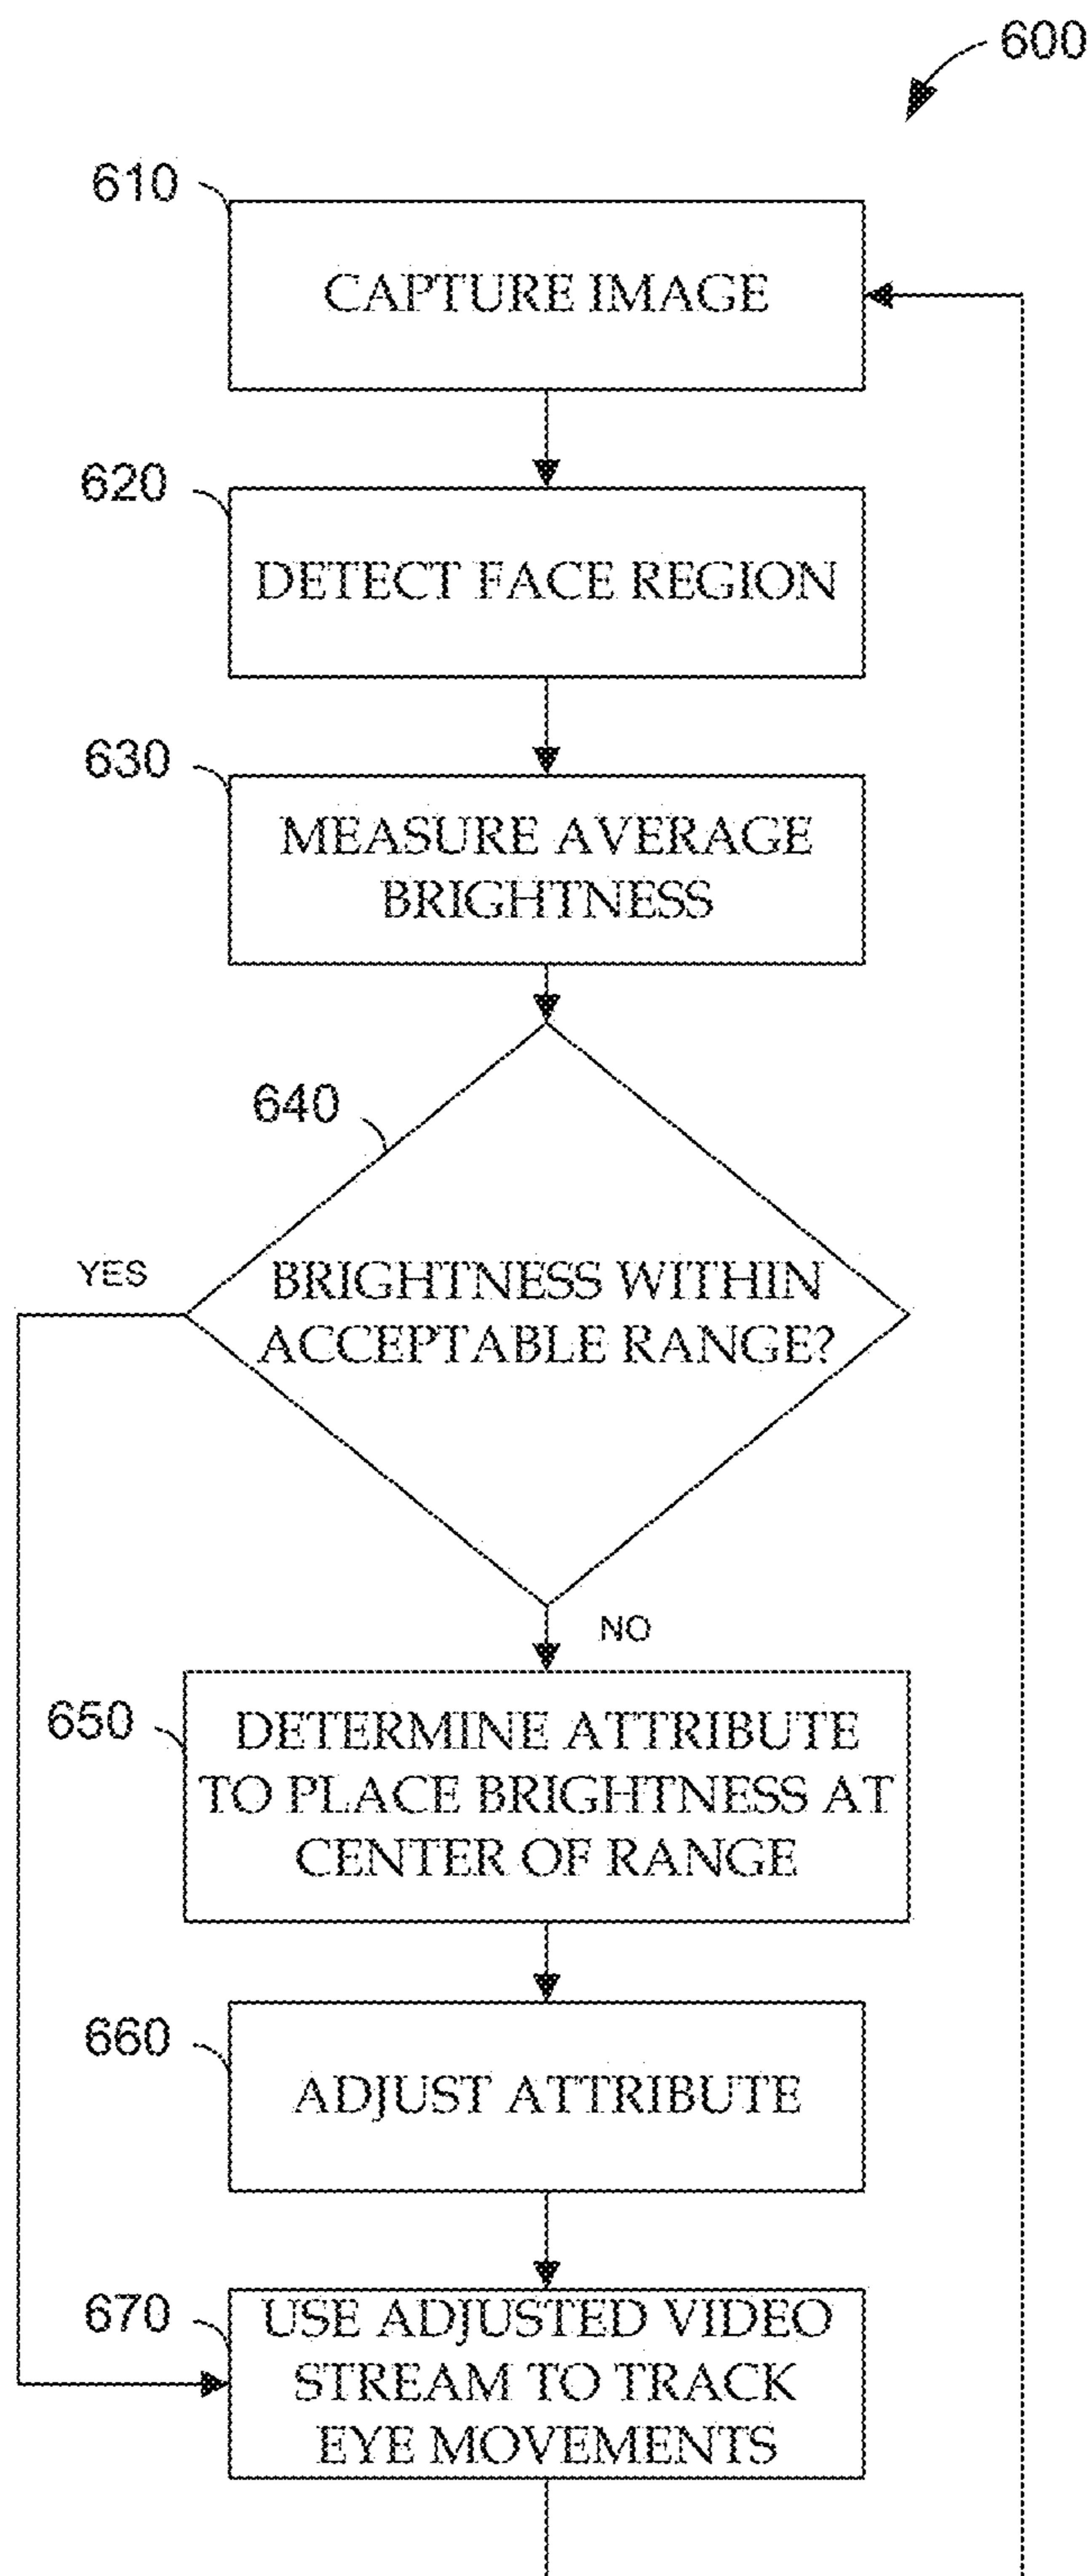 600
610
CAPTURE IMAGE
620
DETECT FACE REGION
630
MEASURE AVERAGE
BRIGHTNESS
640
YES
BRIGHTNESS WITHIN
ACCEPTABLE RANGE?
NO
650
DETERMINE ATTRIBUTE
TO PLACE BRIGHTNESS AT
CENTER OF RANGE
660
ADJUST ATTRIBUTE
670
USE ADJUSTED VIDEO
STREAM TO TRACK
EYE MOVEMENTS